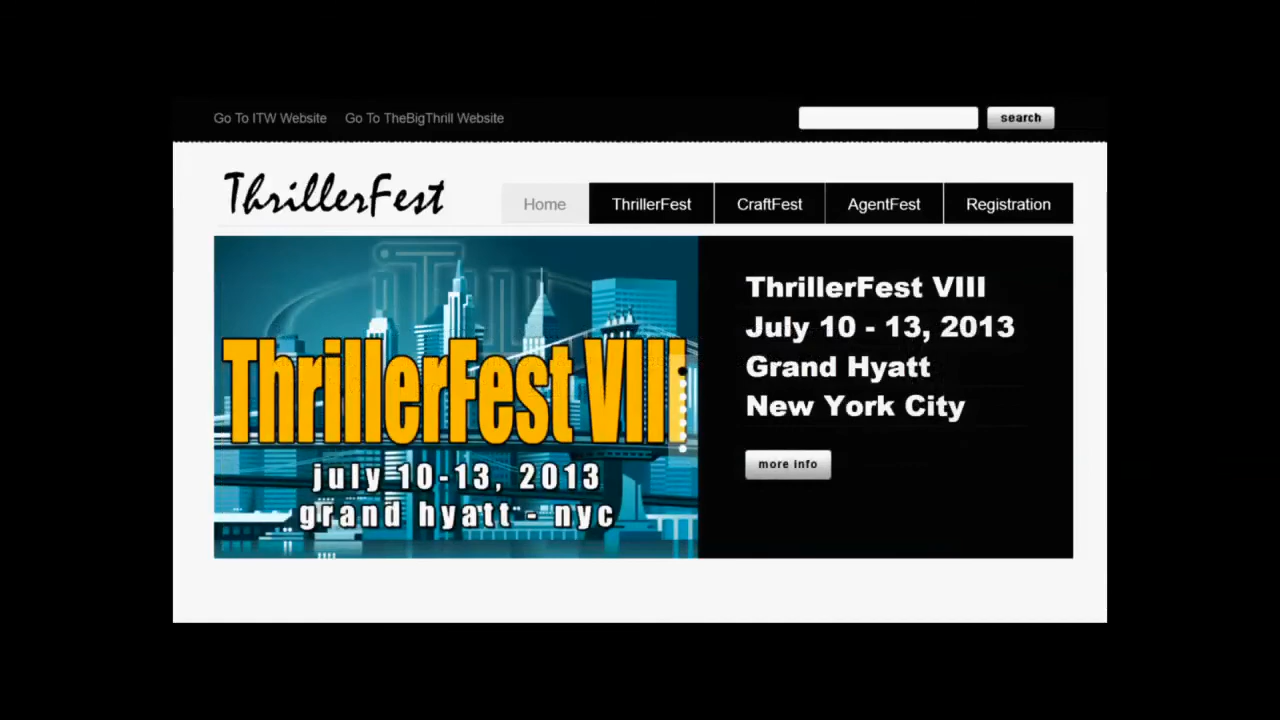 Go To ITW Website Go To TheBigThrill Website search
ThrillerFest
Home ThrillerFest CraftFest AgentFest Registration
ThrillerFest VIII
july 10-13, 2013
grand hyatt - nyc
ThrillerFest VIII
July 10 - 13, 2013
Grand Hyatt
New York City
more info